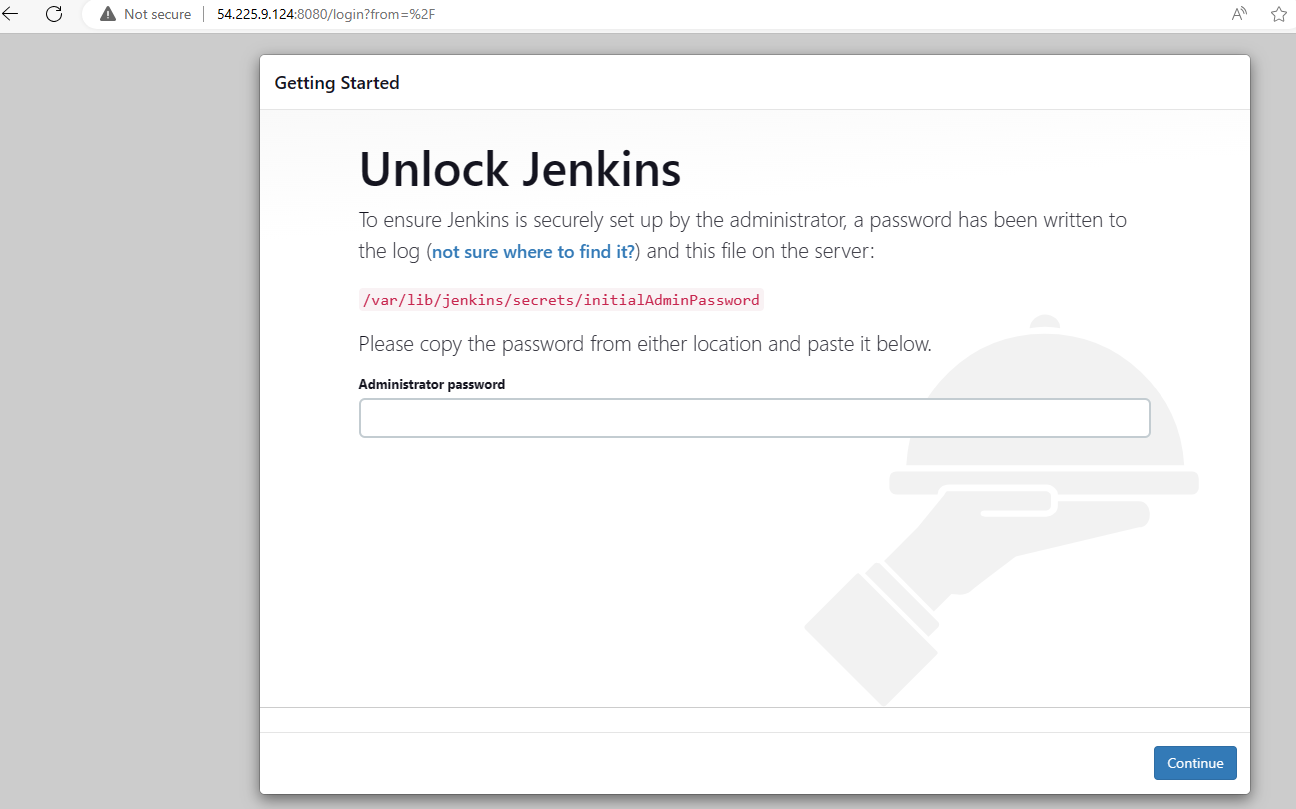 Not secure
54.225.9.124:8080/login?from=%2F
Getting Started
Unlock Jenkins
To ensure Jenkins is securely set up by the administrator, a password has been written to
the log (not sure where to find it?) and this file on the server:
/var/lib/jenkins/secrets/initialAdminPassword
Please copy the password from either location and paste it below.
Administrator password
Continue